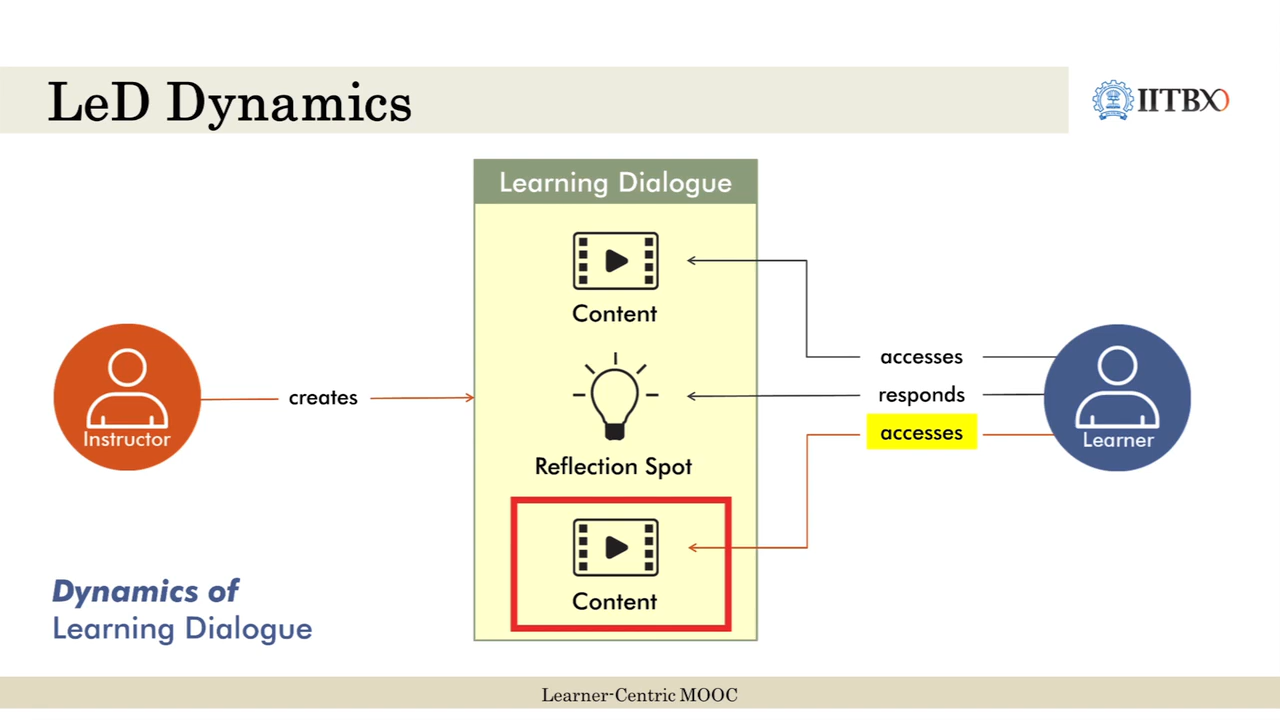 LeD Dynamics
IITBX
Learning Dialogue
Content
accesses
Instructor
creates
Reflection Spot
responds
accesses
Learner
Content
Dynamics of
Learning Dialogue
Learner-Centric MOOC